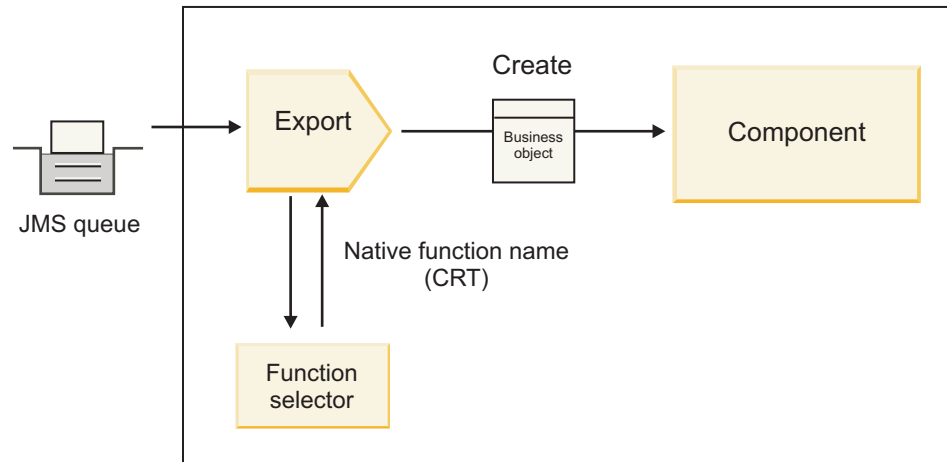 Create
Export
Business
object
Component
JMS queue
Native function name
(CRT)
Function
selector